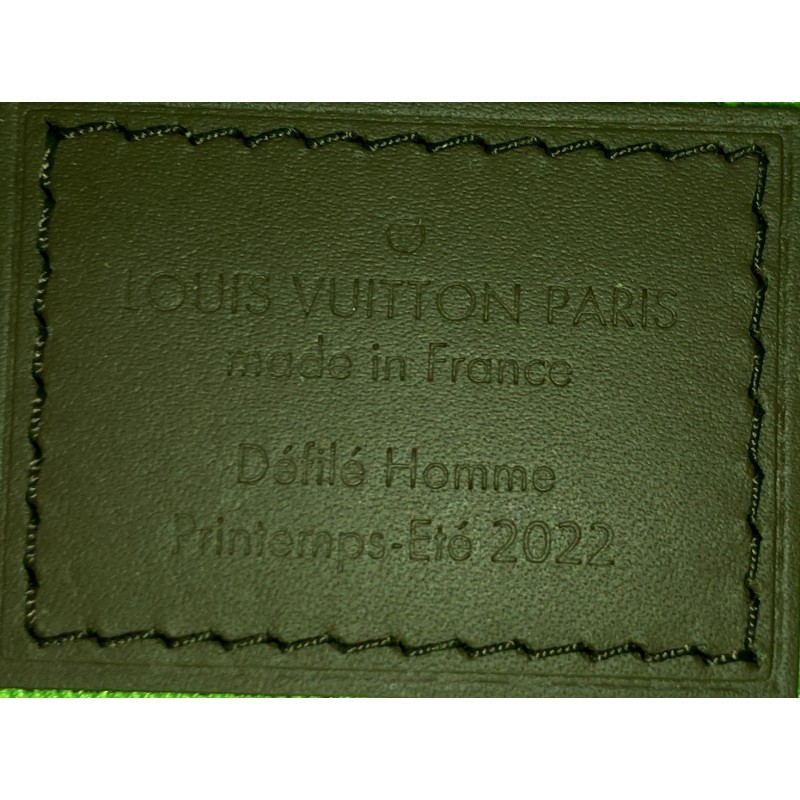 LOUIS VUITTON PARIS
made in France
Défilé Homme
Printemps-Eté 2022